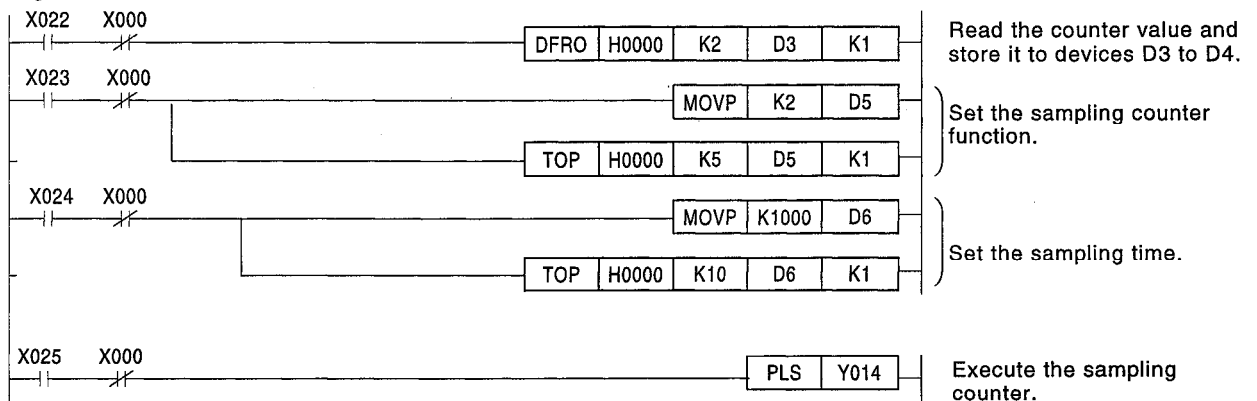 X022 X000
DFRO H0000 K2 D3 K1
Read the counter value and
store it to devices D3 to D4.
X023 X000
MOVP K2 D5
TOP H0000 K5 D5 K1
Set the sampling counter
function.
X024 X000
MOVP K1000 D6
TOP H0000 K10 D6 K1
Set the sampling time.
X025 X000
PLS Y014
Execute the sampling
counter.